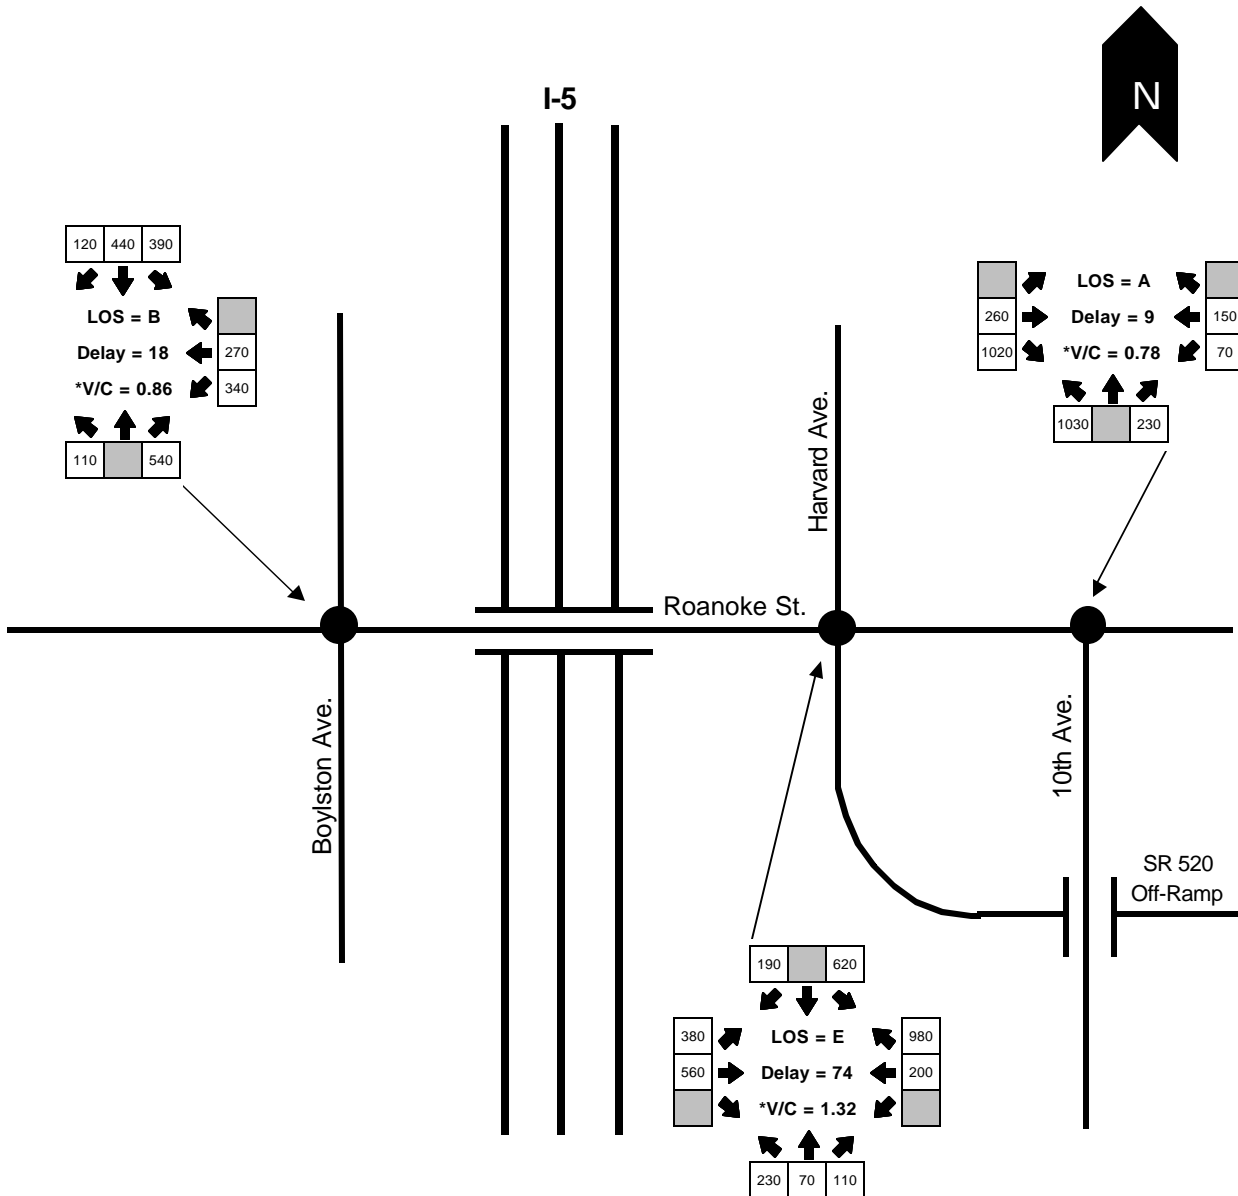 N
I-5
120 440 390
LOS = B
Delay = 18
*V/C = 0.86
270
340
110 540
LOS = A
Delay = 9
*V/C = 0.78
260
1020
150
70
1030 230
Harvard Ave.
Roanoke St.
Boylston Ave.
10th Ave.
SR 520
Off-Ramp
190 620
380
560
LOS = E
Delay = 74
*V/C = 1.32
980
200
230 70 110